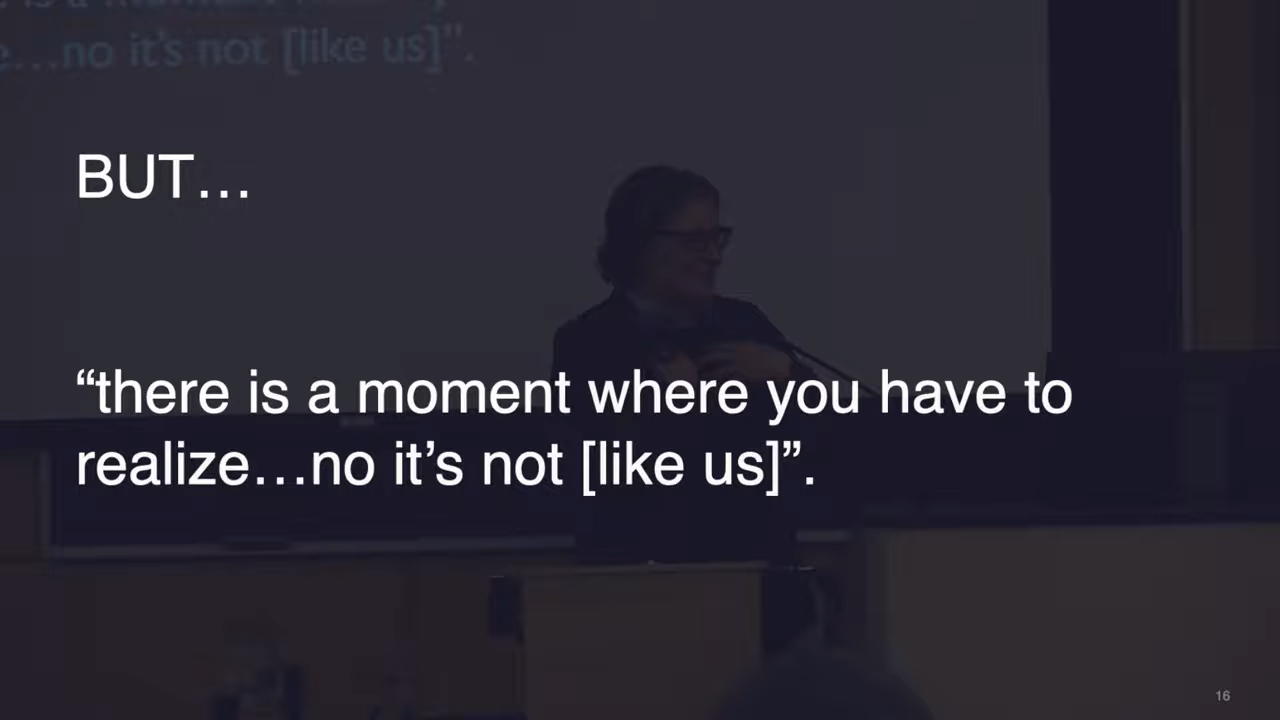 e…no it's not [like us]".
BUT…
“there is a moment where you have to
realize…no it’s not [like us]”.
16